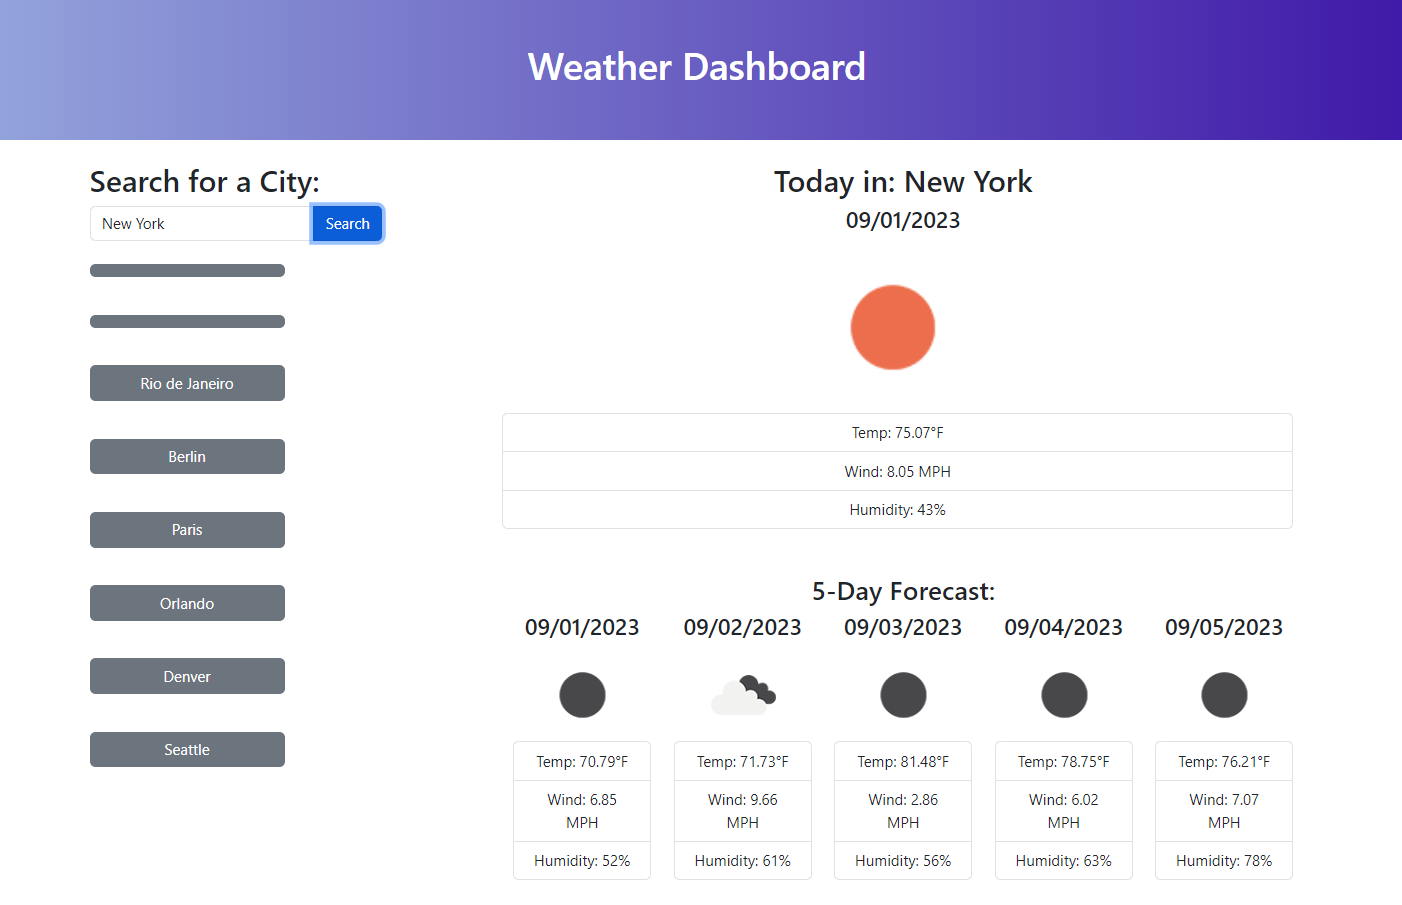 Weather Dashboard
Search for a City:
New York
Search
Rio de Janeiro
Berlin
Paris
Orlando
Denver
Seattle
Today in: New York
09/01/2023
Temp: 75.07°F
Wind: 8.05 MPH
Humidity: 43%
5-Day Forecast:
09/01/2023
Temp: 70.79°F
Wind: 6.85
MPH
Humidity: 52%
09/02/2023
Temp: 71.73°F
Wind: 9.66
MPH
Humidity: 61%
09/03/2023
Temp: 81.48°F
Wind: 2.86
MPH
Humidity: 56%
09/04/2023
Temp: 78.75°F
Wind: 6.02
MPH
Humidity: 63%
09/05/2023
Temp: 76.21°F
Wind: 7.07
MPH
Humidity: 78%